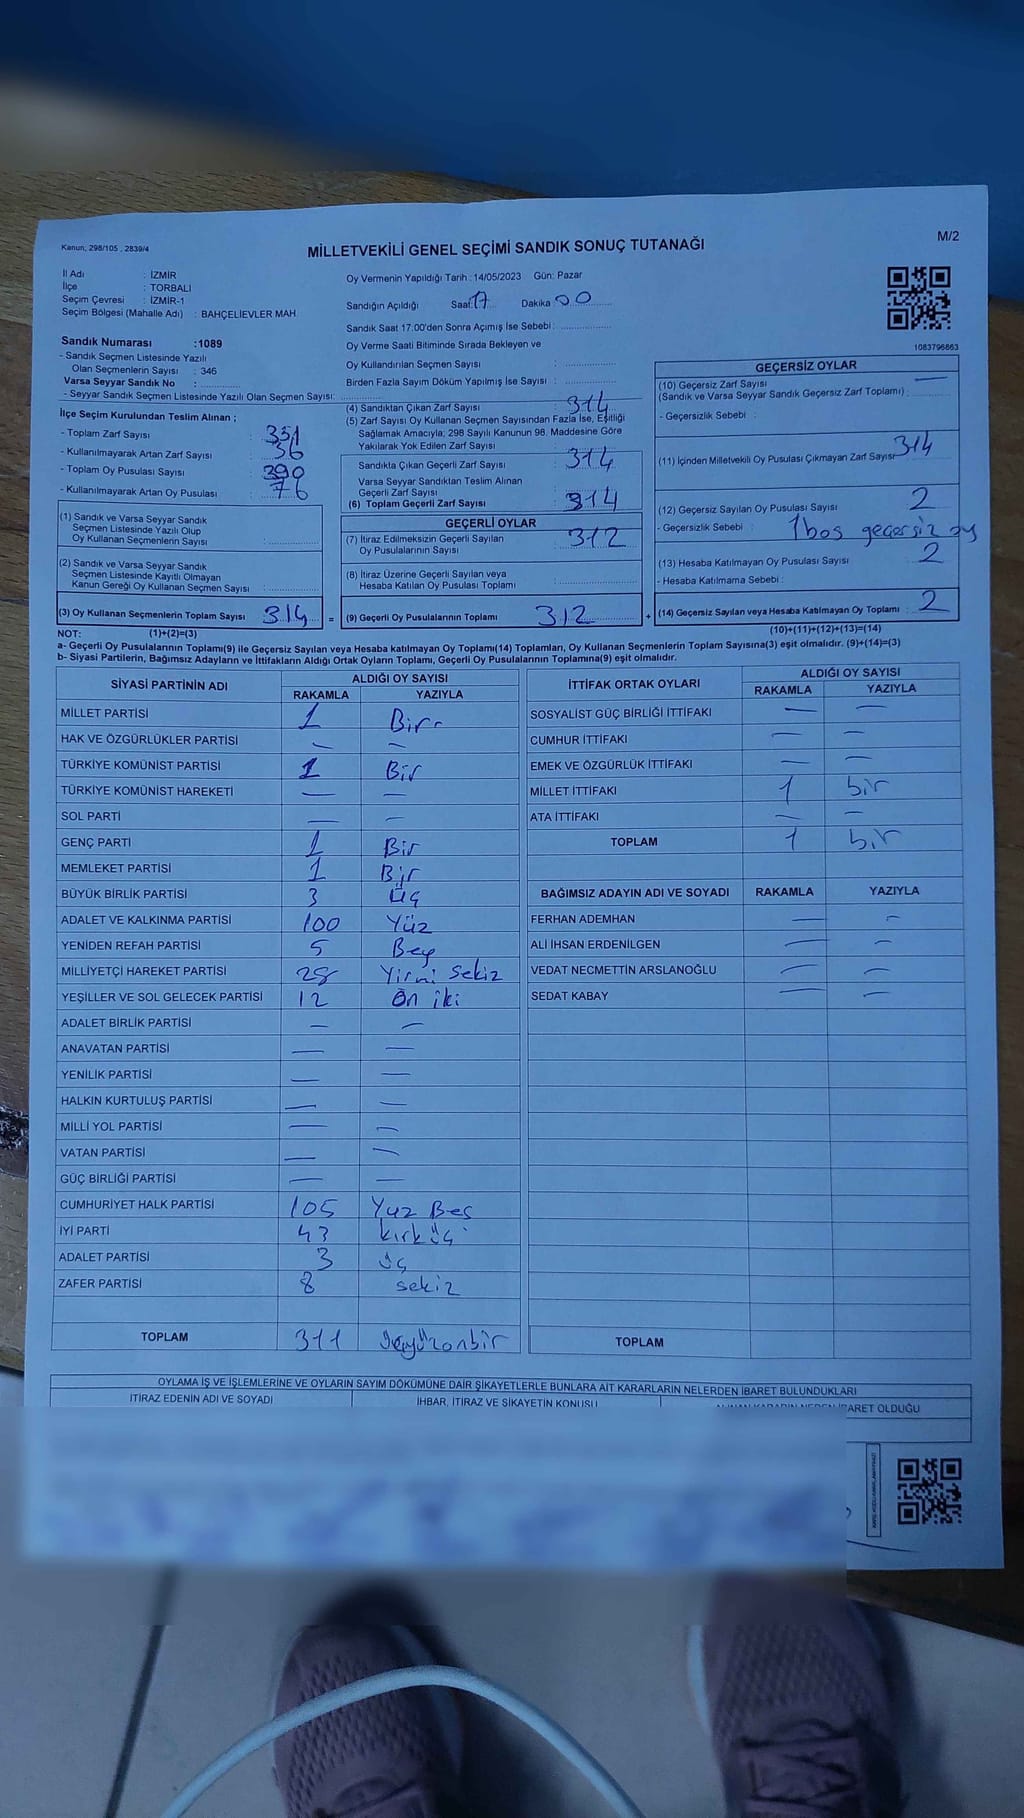 Kanun, 298/105 , 2839/4
MİLLETVEKİLİ GENEL SEÇİMİ SANDIK SONUÇ TUTANAĞI
M/2
İl Adı : İZMİR
İlçe : TORBALI
Seçim Çevresi : İZMİR-1
Seçim Bölgesi (Mahalle Adı) : BAHÇELİEVLER MAH.
Sandık Numarası :1089
- Sandık Seçmen Listesinde Yazılı
Olan Seçmenlerin Sayısı : 346
Varsa Seyyar Sandık No :
- Seyyar Sandık Seçmen Listesinde Yazılı Olan Seçmen Sayısı:
Oy Vermenin Yapıldığı Tarih : 14/05/2023 Gün: Pazar
Sandığın Açıldığı Saat 17 Dakika 00
Sandık Saat 17.00'den Sonra Açımış İse Sebebi :
Oy Verme Saati Bitiminde Sırada Bekleyen ve
Oy Kullandırılan Seçmen Sayısı :
Birden Fazla Sayım Döküm Yapılmış İse Sayısı :
1083796863
İlçe Seçim Kurulundan Teslim Alınan ;
- Toplam Zarf Sayısı : 351
- Kullanılmayarak Artan Zarf Sayısı : 36
- Toplam Oy Pusulası Sayısı : 390
- Kullanılmayarak Artan Oy Pusulası : 76
(1) Sandık ve Varsa Seyyar Sandık
Seçmen Listesinde Yazılı Olup
Oy Kullanan Seçmenlerin Sayısı :
(2) Sandık ve Varsa Seyyar Sandık
Seçmen Listesinde Kayıtlı Olmayan
Kanun Gereği Oy Kullanan Seçmen Sayısı :
(3) Oy Kullanan Seçmenlerin Toplam Sayısı : 314 =
(4) Sandıktan Çıkan Zarf Sayısı : 314
(5) Zarf Sayısı Oy Kullanan Seçmen Sayısından Fazla İse, Eşitliği
Sağlamak Amacıyla; 298 Sayılı Kanunun 98. Maddesine Göre
Yakılarak Yok Edilen Zarf Sayısı :
Sandıkta Çıkan Geçerli Zarf Sayısı : 314
Varsa Seyyar Sandıktan Teslim Alınan
Geçerli Zarf Sayısı :
(6) Toplam Geçerli Zarf Sayısı : 314
GEÇERLİ OYLAR
(7) İtiraz Edilmeksizin Geçerli Sayılan
Oy Pusulalarının Sayısı : 312
(8) İtiraz Üzerine Geçerli Sayılan veya
Hesaba Katılan Oy Pusulası Toplamı :
(9) Geçerli Oy Pusulalarının Toplamı : 312 +
GEÇERSİZ OYLAR
(10) Geçersiz Zarf Sayısı —
(Sandık ve Varsa Seyyar Sandık Geçersiz Zarf Toplamı) :
- Geçersizlik Sebebi :
(11) İçinden Milletvekili Oy Pusulası Çıkmayan Zarf Sayısı 314
(12) Geçersiz Sayılan Oy Pusulası Sayısı : 2
- Geçersizlik Sebebi : 1 boş geçersiz oy
(13) Hesaba Katılmayan Oy Pusulası Sayısı : 2
- Hesaba Katılmama Sebebi :
(14) Geçersiz Sayılan veya Hesaba Katılmayan Oy Toplamı : 2
(10)+(11)+(12)+(13)=(14)
NOT: (1)+(2)=(3)
a- Geçerli Oy Pusulalarının Toplamı(9) ile Geçersiz Sayılan veya Hesaba katılmayan Oy Toplamı(14) Toplamları, Oy Kullanan Seçmenlerin Toplam Sayısına(3) eşit olmalıdır. (9)+(14)=(3)
b- Siyasi Partilerin, Bağımsız Adayların ve İttifakların Aldığı Ortak Oyların Toplamı, Geçerli Oy Pusulalarının Toplamına(9) eşit olmalıdır.
SİYASİ PARTİNİN ADI ALDIĞI OY SAYISI
RAKAMLA YAZIYLA
MİLLET PARTİSİ 1 Bir
HAK VE ÖZGÜRLÜKLER PARTİSİ — —
TÜRKİYE KOMÜNİST PARTİSİ 1 Bir
TÜRKİYE KOMÜNİST HAREKETİ — —
SOL PARTİ — —
GENÇ PARTİ 1 Bir
MEMLEKET PARTİSİ 1 Bir
BÜYÜK BİRLİK PARTİSİ 3 Üç
ADALET VE KALKINMA PARTİSİ 100 Yüz
YENİDEN REFAH PARTİSİ 5 Beş
MİLLİYETÇİ HAREKET PARTİSİ 28 Yirmi Sekiz
YEŞİLLER VE SOL GELECEK PARTİSİ 12 Ön iki
ADALET BİRLİK PARTİSİ — —
ANAVATAN PARTİSİ — —
YENİLİK PARTİSİ — —
HALKIN KURTULUŞ PARTİSİ — —
MİLLİ YOL PARTİSİ — —
VATAN PARTİSİ — —
GÜÇ BİRLİĞİ PARTİSİ — —
CUMHURİYET HALK PARTİSİ 105 Yüz Beş
İYİ PARTİ 43 kırk üç
ADALET PARTİSİ 3 üç
ZAFER PARTİSİ 8 sekiz
TOPLAM 311 üçyüzonbir
İTTİFAK ORTAK OYLARI ALDIĞI OY SAYISI
RAKAMLA YAZIYLA
SOSYALİST GÜÇ BİRLİĞİ İTTİFAKI — —
CUMHUR İTTİFAKI — —
EMEK VE ÖZGÜRLÜK İTTİFAKI — —
MİLLET İTTİFAKI 1 bir
ATA İTTİFAKI — —
TOPLAM 1 bir
BAĞIMSIZ ADAYIN ADI VE SOYADI RAKAMLA YAZIYLA
FERHAN ADEMHAN — —
ALİ İHSAN ERDENİLGEN — —
VEDAT NECMETTİN ARSLANOĞLU — —
SEDAT KABAY — —
TOPLAM
OYLAMA İŞ VE İŞLEMLERİNE VE OYLARIN SAYIM DÖKÜMÜNE DAİR ŞİKAYETLERLE BUNLARA AİT KARARLARIN NELERDEN İBARET BULUNDUKLARI
İTİRAZ EDENİN ADI VE SOYADI
İHBAR, İTİRAZ VE ŞİKAYETİN KONUSU
İBARET OLDUĞU